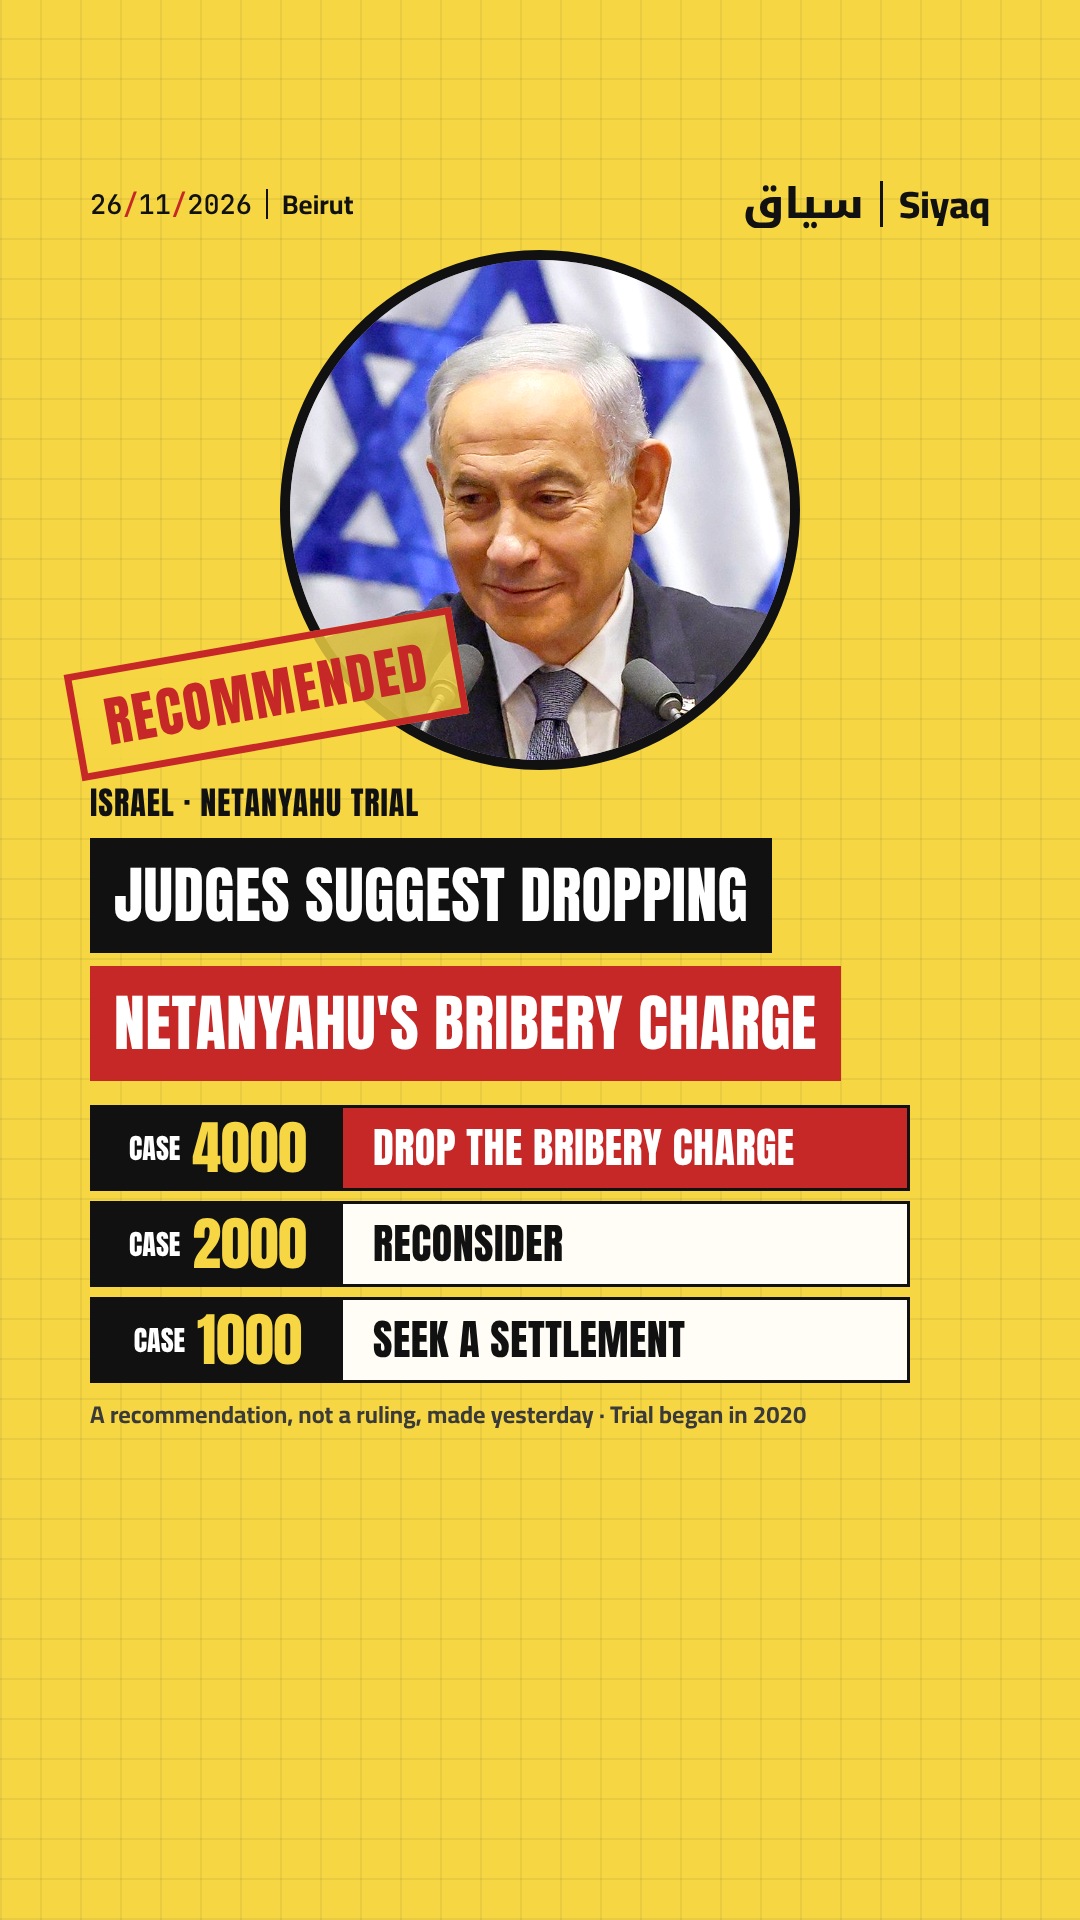 26/11/2026 | Beirut
سياق | Siyaq
RECOMMENDED
ISRAEL · NETANYAHU TRIAL
JUDGES SUGGEST DROPPING
NETANYAHU'S BRIBERY CHARGE
CASE 4000 DROP THE BRIBERY CHARGE
CASE 2000 RECONSIDER
CASE 1000 SEEK A SETTLEMENT
A recommendation, not a ruling, made yesterday · Trial began in 2020